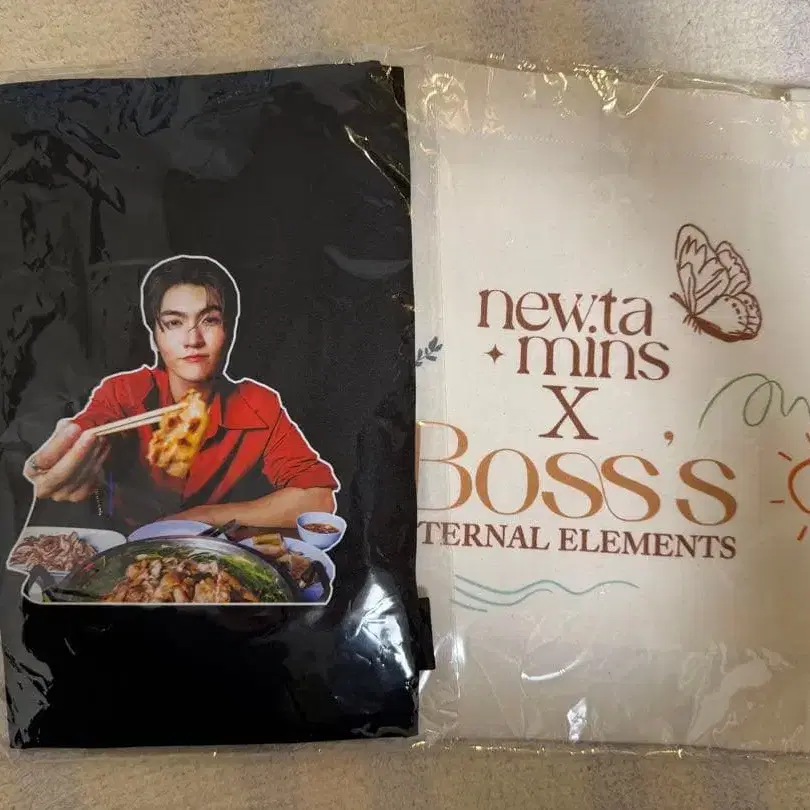 new.ta
mins
X
Boss's
TERNAL ELEMENTS